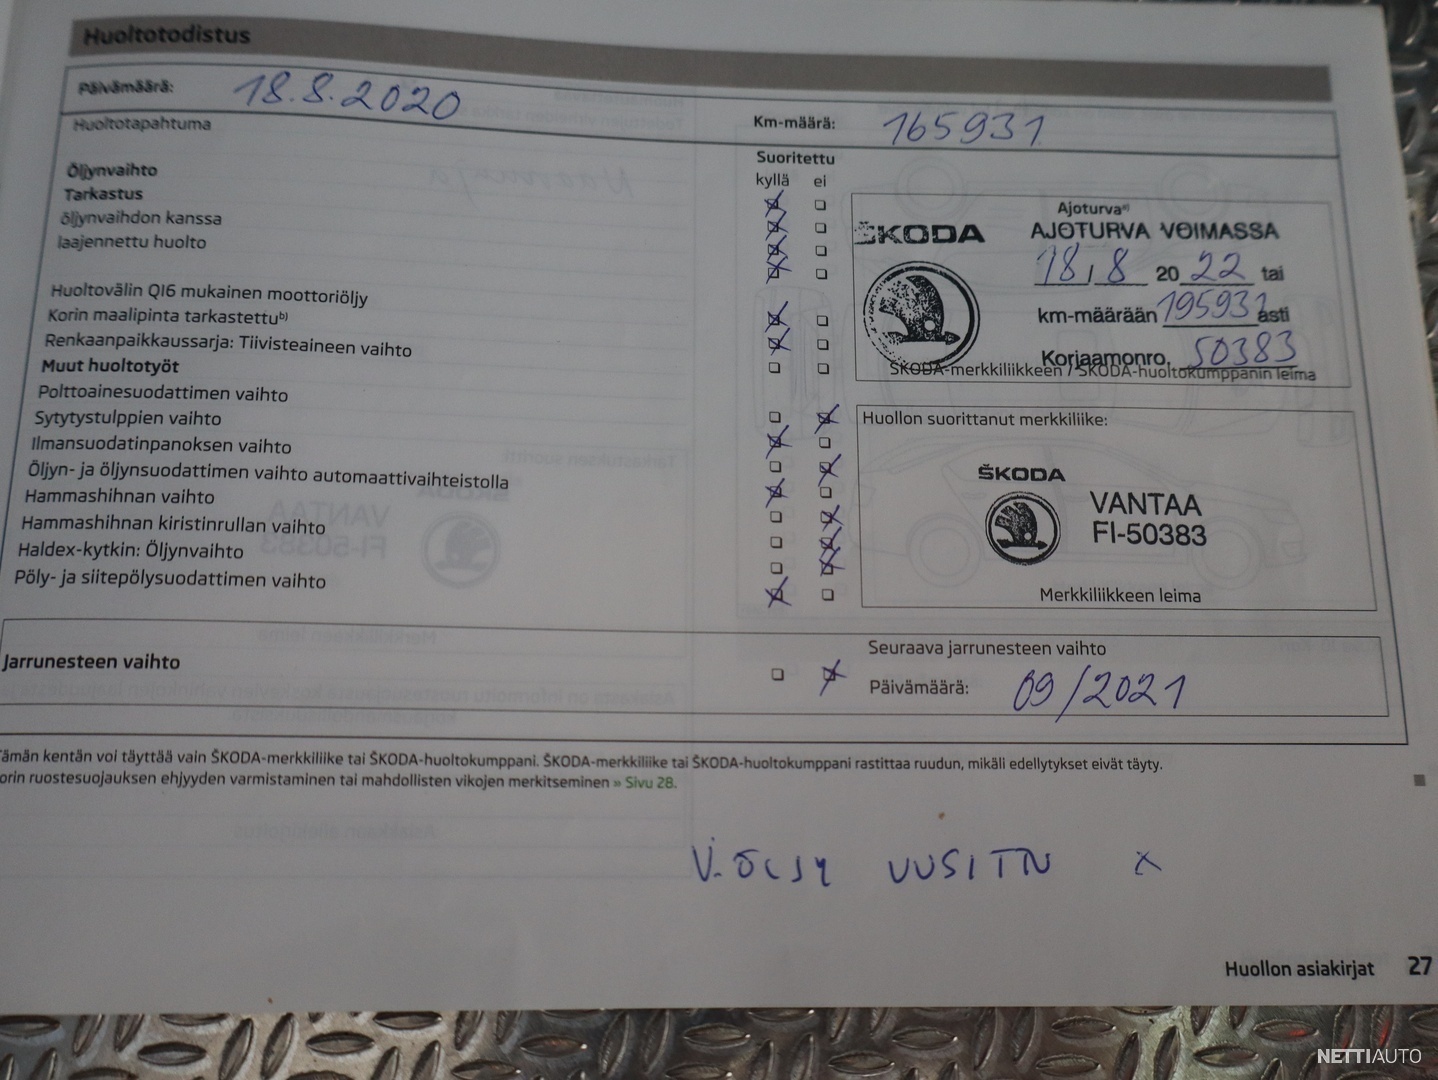 Huoltotodistus
Päivämäärä: 18.8.2020
Km-määrä: 165931
Huoltotapahtuma
Suoritettu
kyllä ei
Öljynvaihto
Tarkastus
öljynvaihdon kanssa
laajennettu huolto
Huoltovälin QI6 mukainen moottoriöljy
Korin maalipinta tarkastettu b)
Renkaanpaikkaussarja: Tiivisteaineen vaihto
Muut huoltotyöt
Polttoainesuodattimen vaihto
Sytytystulppien vaihto
Ilmansuodatinpanoksen vaihto
Öljyn- ja öljynsuodattimen vaihto automaattivaihteistolla
Hammashihnan vaihto
Hammashihnan kiristinrullan vaihto
Haldex-kytkin: Öljynvaihto
Pöly- ja siitepölysuodattimen vaihto
Ajoturva a)
ŠKODA
AJOTURVA VOIMASSA
18/8 2022 tai
km-määrään 195931 asti
Korjaamonro. 50383
ŠKODA-merkkiliikkeen / ŠKODA-huoltokumppanin leima
Huollon suorittanut merkkiliike:
ŠKODA
VANTAA
FI-50383
Merkkiliikkeen leima
Jarrunesteen vaihto
Seuraava jarrunesteen vaihto
Päivämäärä: 09/2021
Tämän kentän voi täyttää vain ŠKODA-merkkiliike tai ŠKODA-huoltokumppani. ŠKODA-merkkiliike tai ŠKODA-huoltokumppani rastittaa ruudun, mikäli edellytykset eivät täyty.
orin ruostesuojauksen ehjyyden varmistaminen tai mahdollisten vikojen merkitseminen » Sivu 28.
V.ÖLJY UUSITN X
Huollon asiakirjat 27
NETTIAUTO